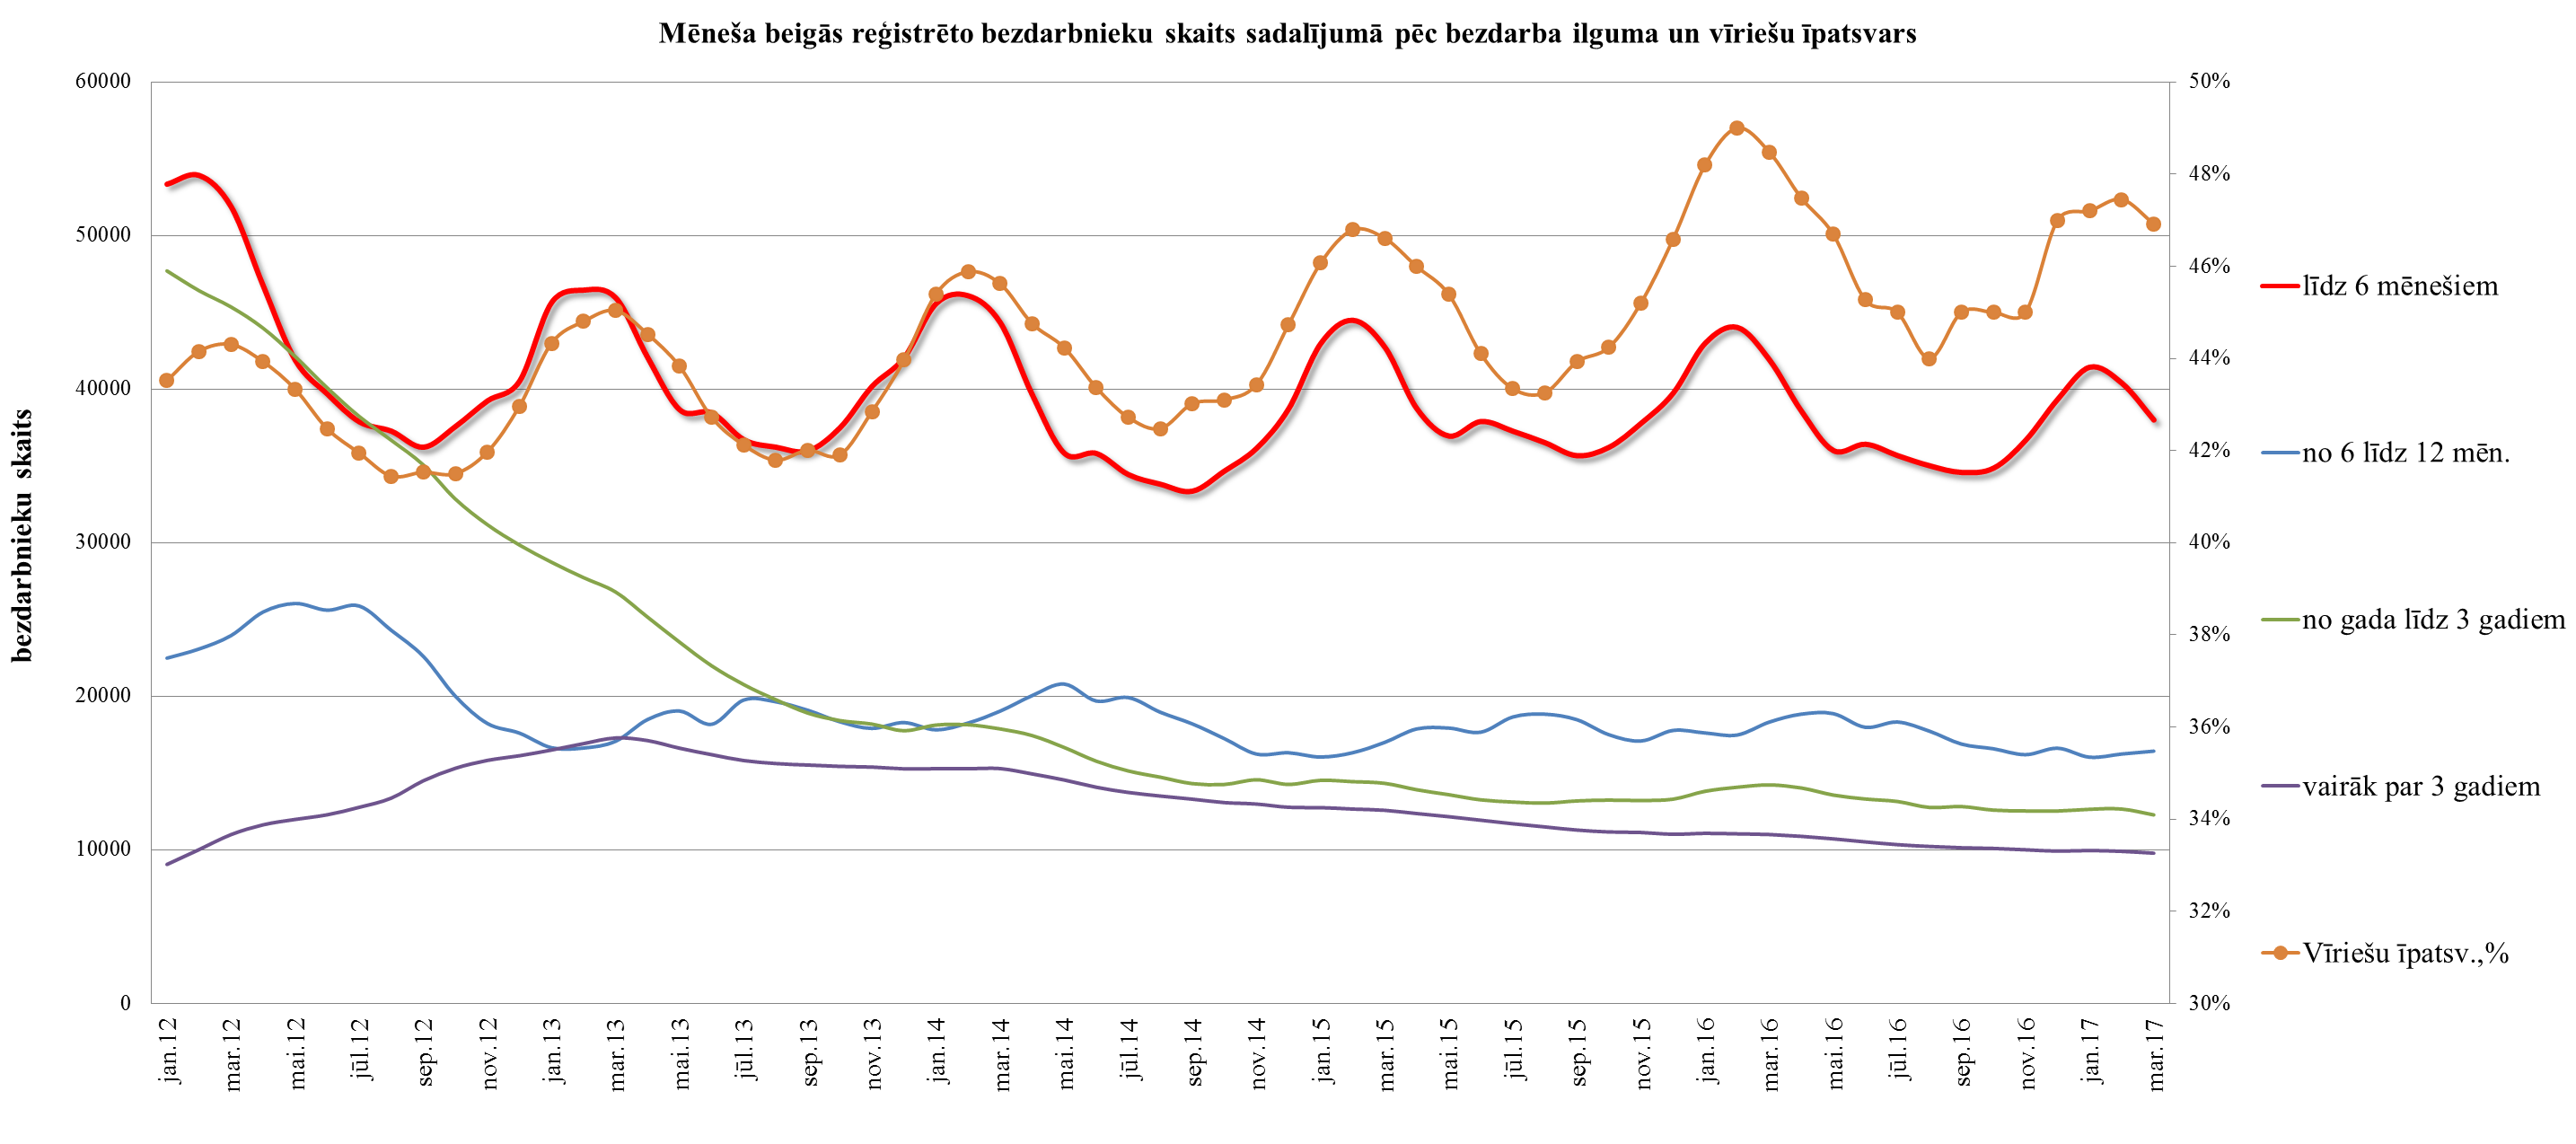 Mēneša beigās reģistrēto bezdarbnieku skaits sadalījumā pēc bezdarba ilguma un vīriešu īpatsvars
bezdarbnieku skaits
60000
50000
40000
30000
20000
10000
0
50%
48%
46%
44%
42%
40%
38%
36%
34%
32%
30%
līdz 6 mēnešiem
no 6 līdz 12 mēn.
no gada līdz 3 gadiem
vairāk par 3 gadiem
Vīriešu īpatsv.,%
jan.12
mar.12
mai.12
jūl.12
sep.12
nov.12
jan.13
mar.13
mai.13
jūl.13
sep.13
nov.13
jan.14
mar.14
mai.14
jūl.14
sep.14
nov.14
jan.15
mar.15
mai.15
jūl.15
sep.15
nov.15
jan.16
mar.16
mai.16
jūl.16
sep.16
nov.16
jan.17
mar.17